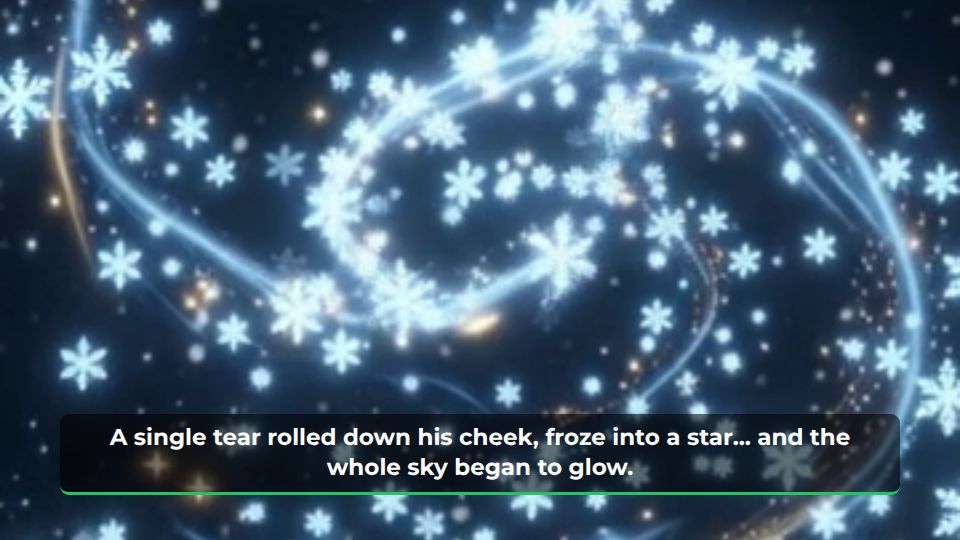 A single tear rolled down his cheek, froze into a star... and the
whole sky began to glow.